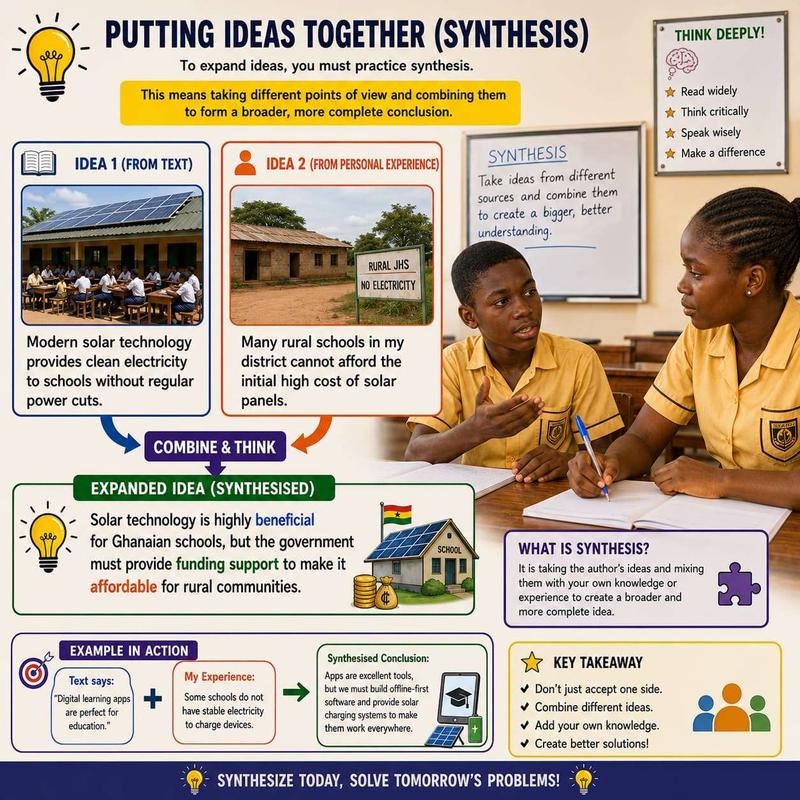 PUTTING IDEAS TOGETHER (SYNTHESIS)
To expand ideas, you must practice synthesis.
This means taking different points of view and combining them
to form a broader, more complete conclusion.
THINK DEEPLY!
Read widely
Think critically
Speak wisely
Make a difference
IDEA 1 (FROM TEXT)
Modern solar technology
provides clean electricity
to schools without regular
power cuts.
IDEA 2 (FROM PERSONAL EXPERIENCE)
RURAL JHS
NO ELECTRICITY
Many rural schools in my
district cannot afford the
initial high cost of solar
panels.
SYNTHESIS
Take ideas from different
sources and combine them
to create a bigger, better
understanding.
COMBINE & THINK
EXPANDED IDEA (SYNTHESISED)
Solar technology is highly beneficial
for Ghanaian schools, but the government
must provide funding support to make it
affordable for rural communities.
SCHOOL
₵
WHAT IS SYNTHESIS?
It is taking the author's ideas and mixing
them with your own knowledge or
experience to create a broader and
more complete idea.
EXAMPLE IN ACTION
Text says:
"Digital learning apps
are perfect for
education."
+
My Experience:
Some schools do not
have stable electricity
to charge devices.
Synthesised Conclusion:
Apps are excellent tools,
but we must build offline-first
software and provide solar
charging systems to make
them work everywhere.
KEY TAKEAWAY
Don't just accept one side.
Combine different ideas.
Add your own knowledge.
Create better solutions!
SYNTHESIZE TODAY, SOLVE TOMORROW'S PROBLEMS!